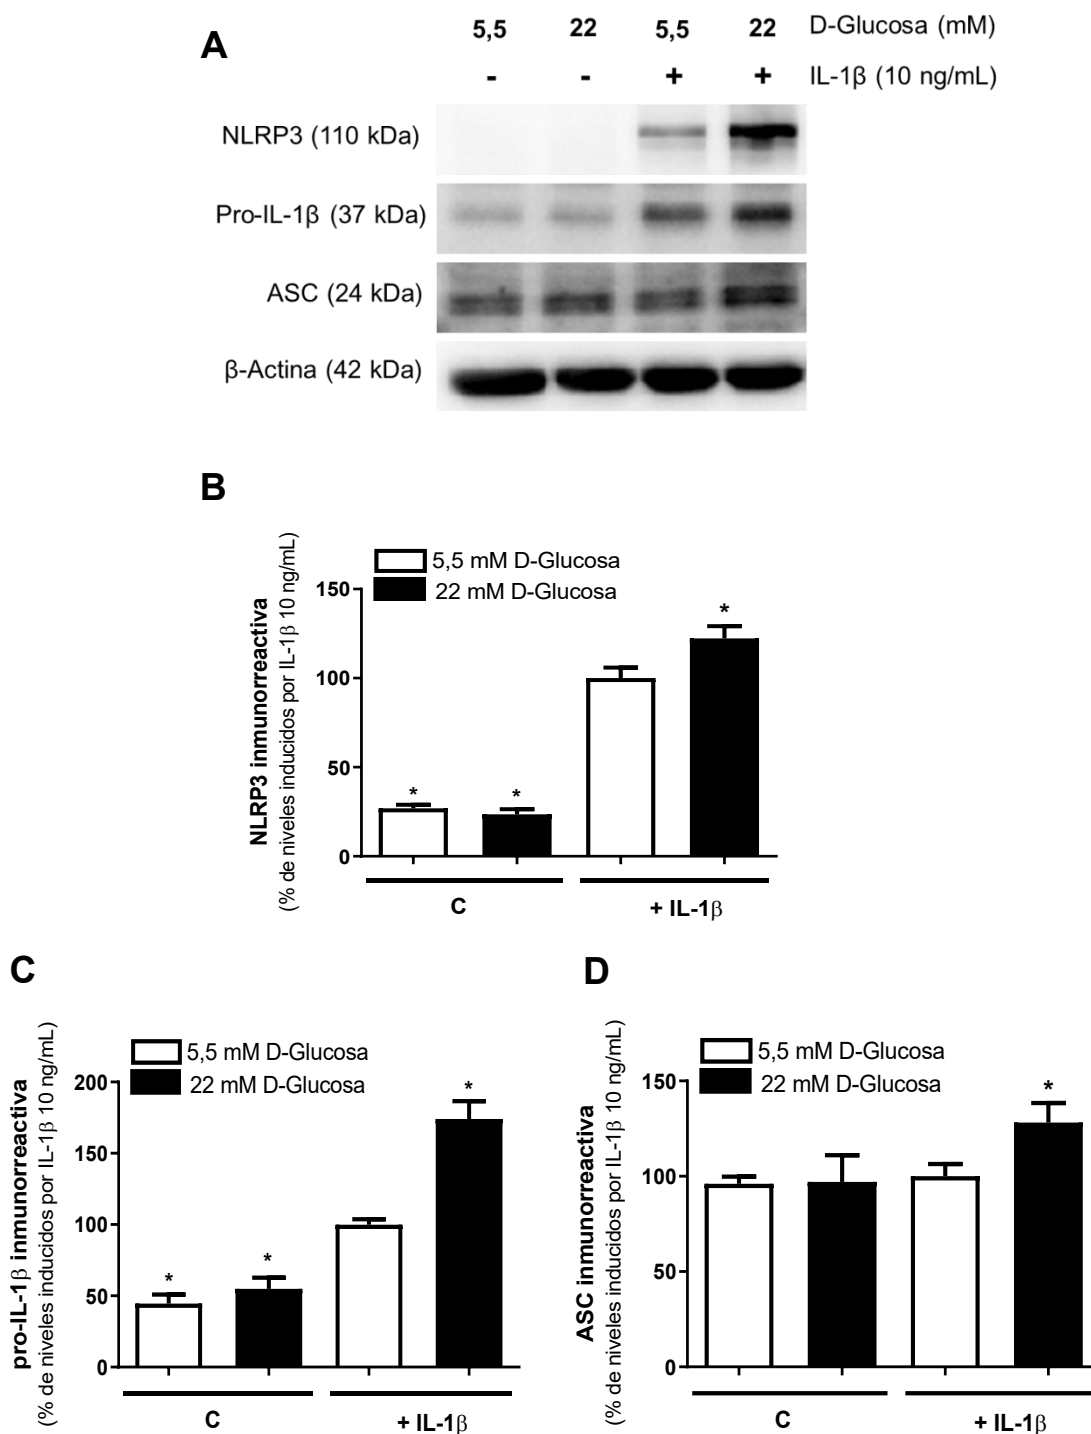 A
5,5 22 5,5 22 D-Glucosa (mM)
- - + + IL-1β (10 ng/mL)
NLRP3 (110 kDa)
Pro-IL-1β (37 kDa)
ASC (24 kDa)
β-Actina (42 kDa)
B
5,5 mM D-Glucosa
22 mM D-Glucosa
NLRP3 inmunorreactiva
(% de niveles inducidos por IL-1β 10 ng/mL)
150
100
50
0
* * *
C + IL-1β
C
5,5 mM D-Glucosa
22 mM D-Glucosa
pro-IL-1β inmunorreactiva
(% de niveles inducidos por IL-1β 10 ng/mL)
200
150
100
50
0
* * *
C + IL-1β
D
5,5 mM D-Glucosa
22 mM D-Glucosa
ASC inmunorreactiva
(% de niveles inducidos por IL-1β 10 ng/mL)
150
100
50
0
*
C + IL-1β